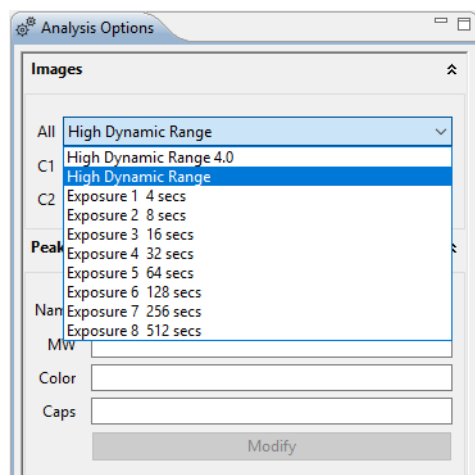 Analysis Options
Images
All High Dynamic Range
High Dynamic Range 4.0
C1
High Dynamic Range
Exposure 1 4 secs
C2
Exposure 2 8 secs
Exposure 3 16 secs
Peak
Exposure 4 32 secs
Exposure 5 64 secs
Exposure 6 128 secs
Exposure 7 256 secs
Exposure 8 512 secs
MW
Color
Caps
Modify